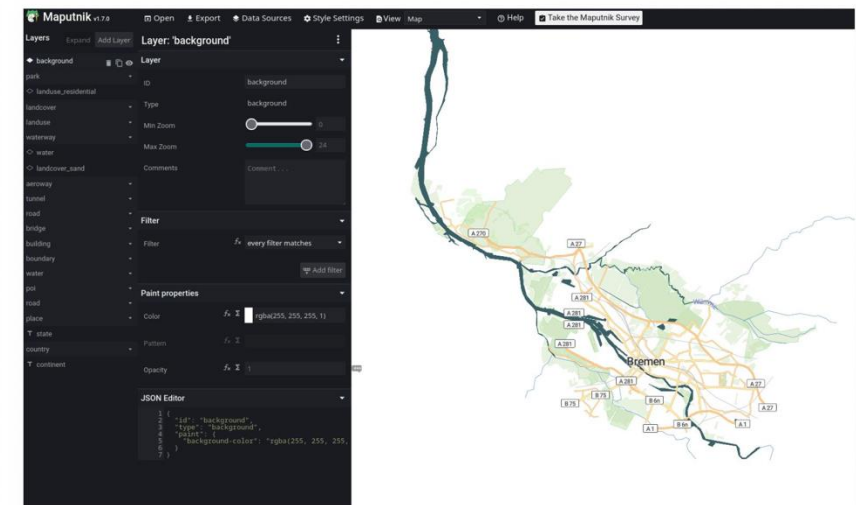 Maputnik v1.7.0
Open Export Data Sources Style Settings View Map Help Take the Maputnik Survey
Layers Expand Add Layer
background
park
landuse_residential
landcover
landuse
waterway
water
landcover_sand
aeroway
tunnel
road
bridge
building
boundary
water
poi
road
place
state
country
continent
Layer: 'background'
Layer
ID background
Type background
Min Zoom 0
Max Zoom 24
Comments Comment...
Filter
Filter every filter matches
Add filter
Paint properties
Color rgba(255, 255, 255, 1)
Pattern
Opacity 1
JSON Editor
1 {
2 "id": "background",
3 "type": "background",
4 "paint": {
5 "background-color": "rgba(255, 255, 255,
6 }
7 }
A 270
A 27
A 281
A 281
A 281
A 281
Bremen
A 281
A 27
B 75
B 75
B 6n
A 27
A 1
B 6n
A 1